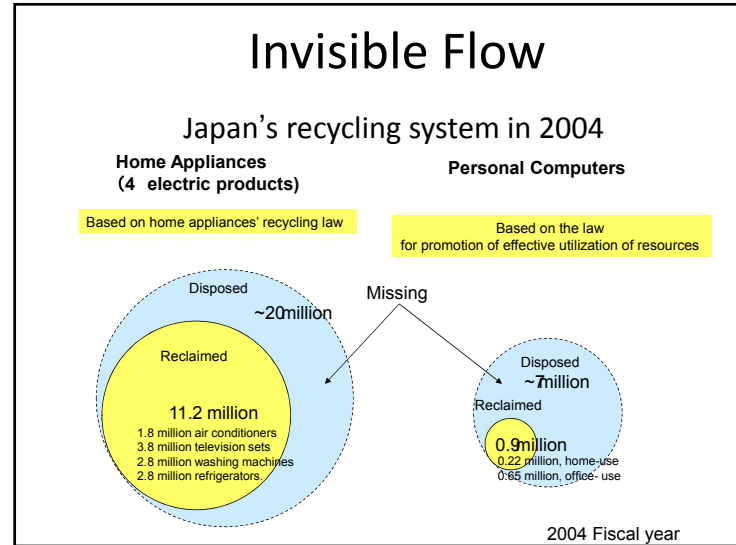 Invisible Flow
Japan's recycling system in 2004
Home Appliances
(4 electric products)
Personal Computers
Based on home appliances' recycling law
Based on the law
for promotion of effective utilization of resources
Disposed
~20million
Missing
Reclaimed
11.2 million
1.8 million air conditioners
3.8 million television sets
2.8 million washing machines
2.8 million refrigerators.
Disposed
~7million
Reclaimed
0.9million
0.22 million, home-use
0.65 million, office- use
2004 Fiscal year